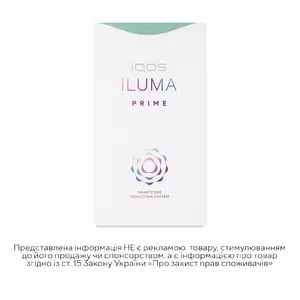 IQOS
ILUMA
PRIME
SMARTCORE
INDUCTION SYSTEM
Представлена інформація НЕ є рекламою товару, стимулюванням
до його продажу чи спонсорством, а є інформацією про товар
згідно із ст. 15 Закону України «Про захист прав споживачів»